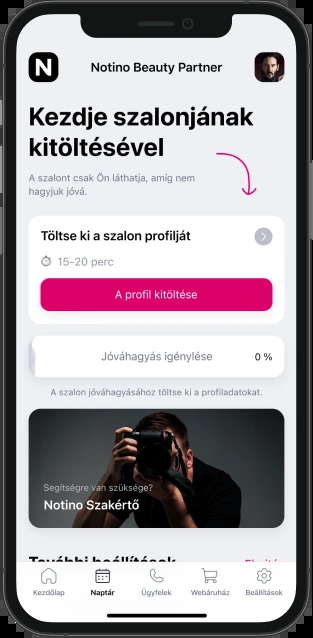 N
Notino Beauty Partner
Kezdje szalonjának
kitöltésével
A szalont csak Ön láthatja, amíg nem
hagyjuk jóvá.
Töltse ki a szalon profilját
15-20 perc
A profil kitöltése
Jóváhagyás igénylése 0 %
A szalon jóváhagyásához töltse ki a profiladatokat.
Segítségre van szüksége?
Notino Szakértő
További beállítások
Kezdőlap Naptár Ügyfelek Webáruház Beállítások